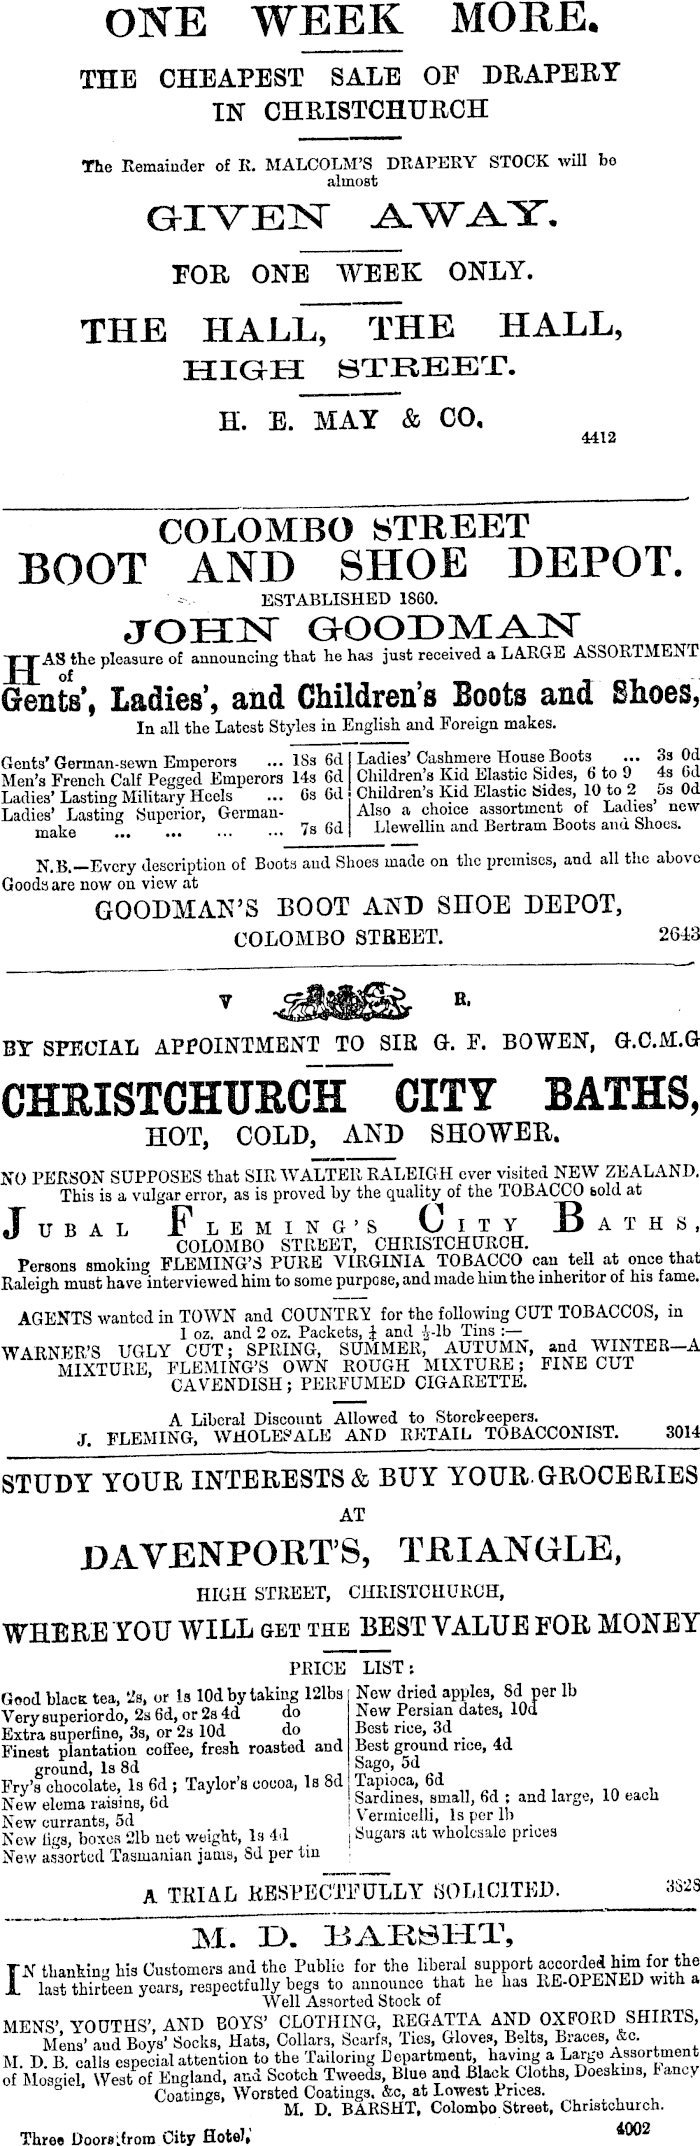 ONE WEEK MORE.
THE CHEAPEST SALE OF DRAPERY
IN CHRISTCHURCH
The Remainder of R. MALCOLM'S DRAPERY STOCK will be
almost
GIVEN AWAY.
FOR ONE WEEK ONLY.
THE HALL, THE HALL,
HIGH STREET.
H. E. MAY & CO.
4412
COLOMBO STREET
BOOT AND SHOE DEPOT.
ESTABLISHED 1860.
JOHN GOODMAN
HAS the pleasure of announcing that he has just received a LARGE ASSORTMENT
of
Gents', Ladies', and Children's Boots and Shoes,
In all the Latest Styles in English and Foreign makes.
Gents' German-sewn Emperors ... 18s 6d
Men's French Calf Pegged Emperors 14s 6d
Ladies' Lasting Military Heels ... 6s 6d
Ladies' Lasting Superior, German-
make ... ... ... ... 7s 6d
Ladies' Cashmere House Boots ... 3s 0d
Children's Kid Elastic Sides, 6 to 9 4s 6d
Children's Kid Elastic Sides, 10 to 2 5s 0d
Also a choice assortment of Ladies' new
Llewellin and Bertram Boots and Shoes.
N.B.—Every description of Boots and Shoes made on the premises, and all the above
Goods are now on view at
GOODMAN'S BOOT AND SHOE DEPOT,
COLOMBO STREET. 2643
V R.
BY SPECIAL APPOINTMENT TO SIR G. F. BOWEN, G.C.M.G
CHRISTCHURCH CITY BATHS,
HOT, COLD, AND SHOWER.
NO PERSON SUPPOSES that SIR WALTER RALEIGH ever visited NEW ZEALAND.
This is a vulgar error, as is proved by the quality of the TOBACCO sold at
JUBAL FLEMING'S CITY BATHS,
COLOMBO STREET, CHRISTCHURCH.
Persons smoking FLEMING'S PURE VIRGINIA TOBACCO can tell at once that
Raleigh must have interviewed him to some purpose, and made him the inheritor of his fame.
AGENTS wanted in TOWN and COUNTRY for the following CUT TOBACCOS, in
1 oz. and 2 oz. Packets, ¼ and ½-lb Tins :—
WARNER'S UGLY CUT; SPRING, SUMMER, AUTUMN, and WINTER—A
MIXTURE, FLEMING'S OWN ROUGH MIXTURE; FINE CUT
CAVENDISH; PERFUMED CIGARETTE.
A Liberal Discount Allowed to Storekeepers.
J. FLEMING, WHOLESALE AND RETAIL TOBACCONIST. 3014
STUDY YOUR INTERESTS & BUY YOUR GROCERIES
AT
DAVENPORT'S, TRIANGLE,
HIGH STREET, CHRISTCHURCH,
WHERE YOU WILL GET THE BEST VALUE FOR MONEY
PRICE LIST:
Good black tea, 2s, or 1s 10d by taking 12lbs
Very superior do, 2s 6d, or 2s 4d do
Extra superfine, 3s, or 2s 10d do
Finest plantation coffee, fresh roasted and
ground, 1s 8d
Fry's chocolate, 1s 6d; Taylor's cocoa, 1s 8d
New elema raisins, 6d
New currants, 5d
New figs, boxes 2lb net weight, 1s 4d
New assorted Tasmanian jams, 8d per tin
New dried apples, 8d per lb
New Persian dates, 10d
Best rice, 3d
Best ground rice, 4d
Sago, 5d
Tapioca, 6d
Sardines, small, 6d; and large, 10 each
Vermicelli, 1s per lb
Sugars at wholesale prices
A TRIAL RESPECTFULLY SOLICITED. 3828
M. D. BARSHT,
IN thanking his Customers and the Public for the liberal support accorded him for the
last thirteen years, respectfully begs to announce that he has RE-OPENED with a
Well Assorted Stock of
MENS', YOUTHS', AND BOYS' CLOTHING, REGATTA AND OXFORD SHIRTS,
Mens' and Boys' Socks, Hats, Collars, Scarfs, Ties, Gloves, Belts, Braces, &c.
M. D. B. calls especial attention to the Tailoring Department, having a Large Assortment
of Mosgiel, West of England, and Scotch Tweeds, Blue and Black Cloths, Doeskins, Fancy
Coatings, Worsted Coatings, &c, at Lowest Prices.
M. D. BARSHT, Colombo Street, Christchurch.
Three Doors from City Hotel, 4002